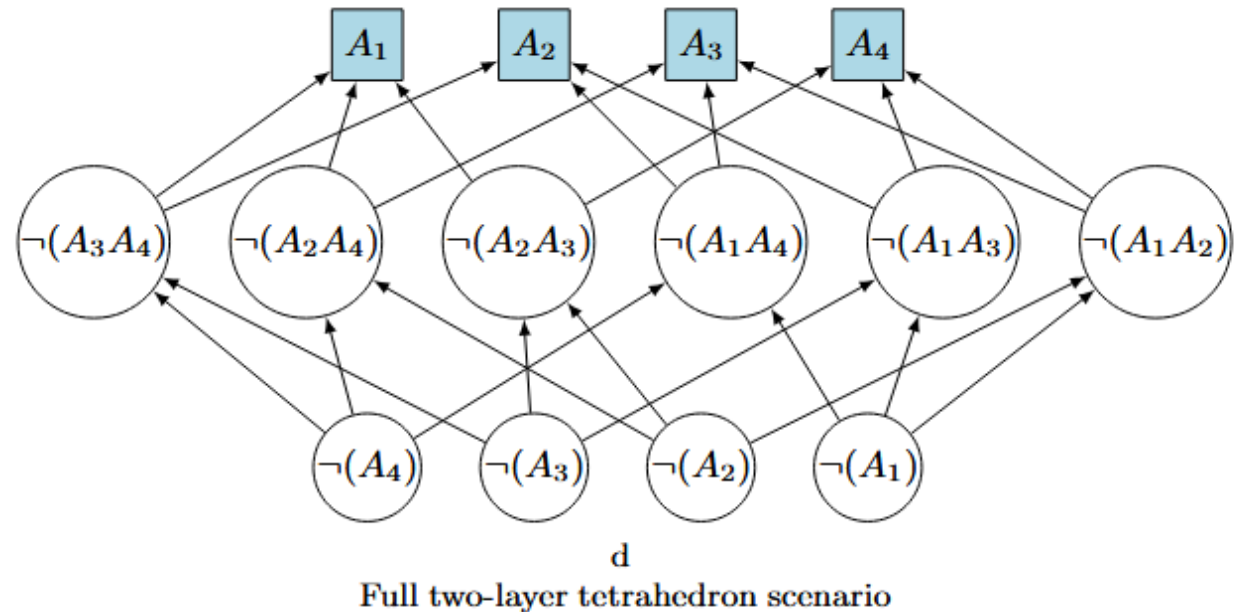 A₁ A₂ A₃ A₄
¬(A₃A₄) ¬(A₂A₄) ¬(A₂A₃) ¬(A₁A₄) ¬(A₁A₃) ¬(A₁A₂)
¬(A₄) ¬(A₃) ¬(A₂) ¬(A₁)
d
Full two-layer tetrahedron scenario